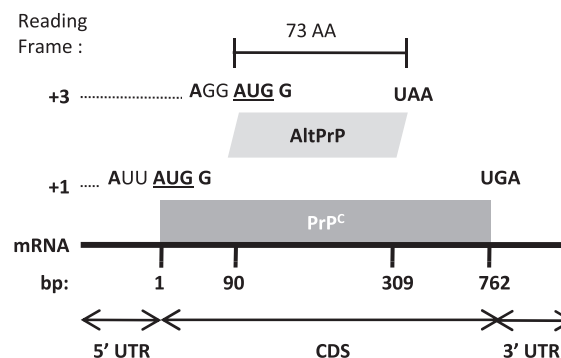 Reading
Frame :
73 AA
+3 AGG AUG G UAA
AltPrP
+1 AUU AUG G UGA
PrPᶜ
mRNA
bp: 1 90 309 762
5' UTR CDS 3' UTR